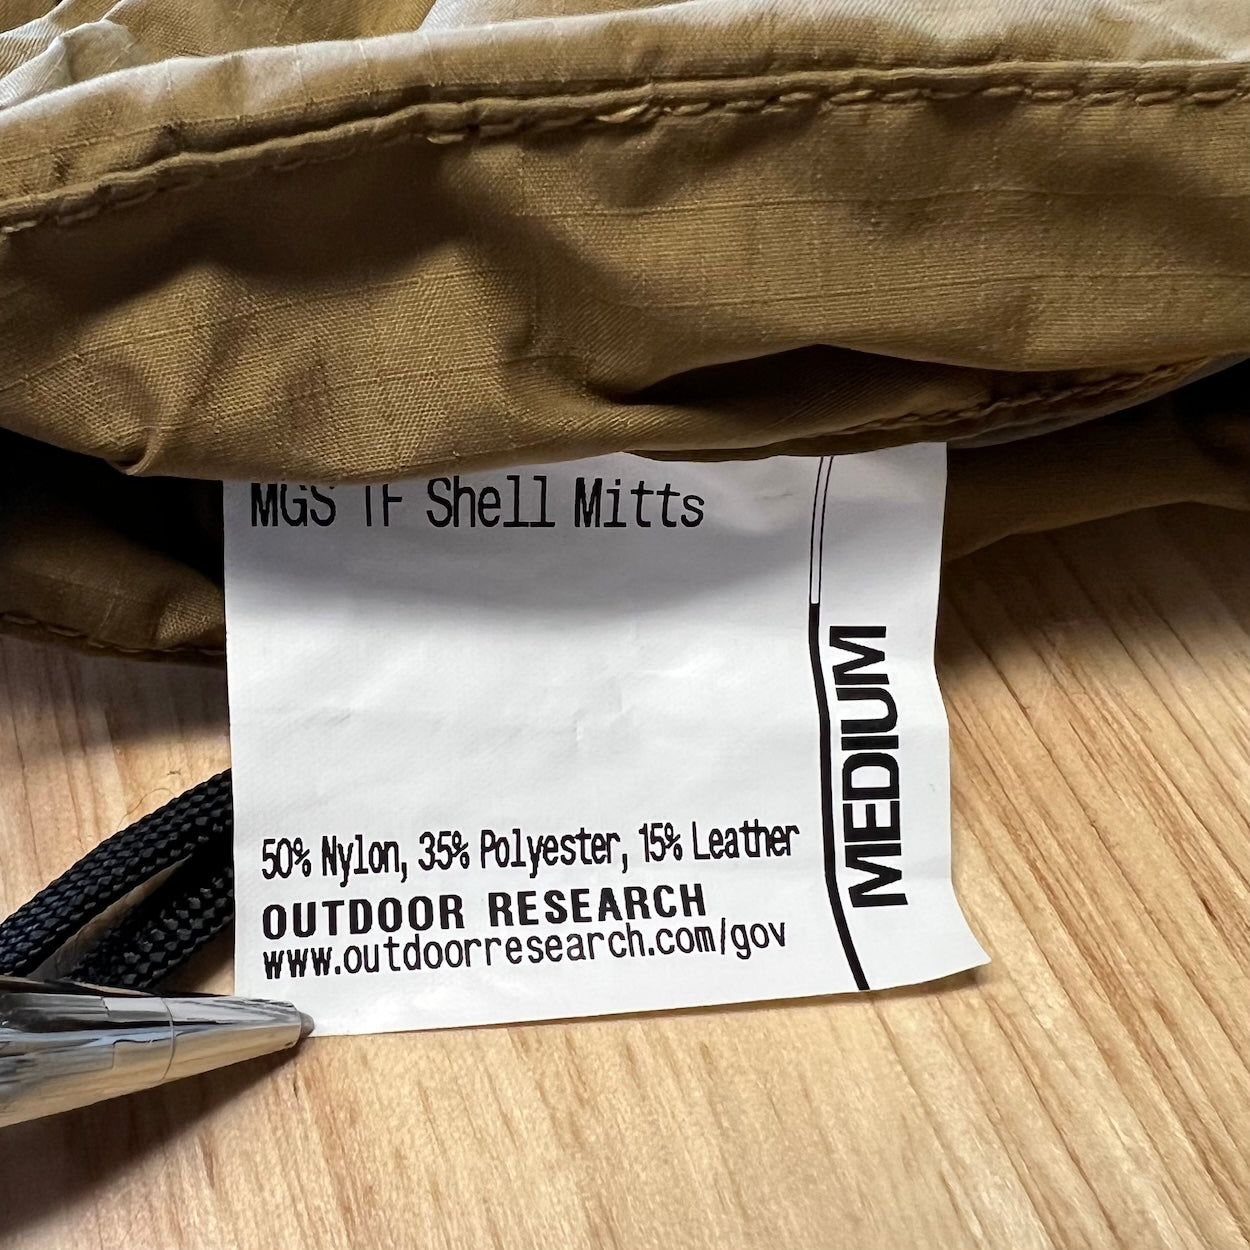 MGS TF Shell Mitts
50% Nylon, 35% Polyester, 15% Leather
OUTDOOR RESEARCH
www.outdoorresearch.com/gov
MEDIUM